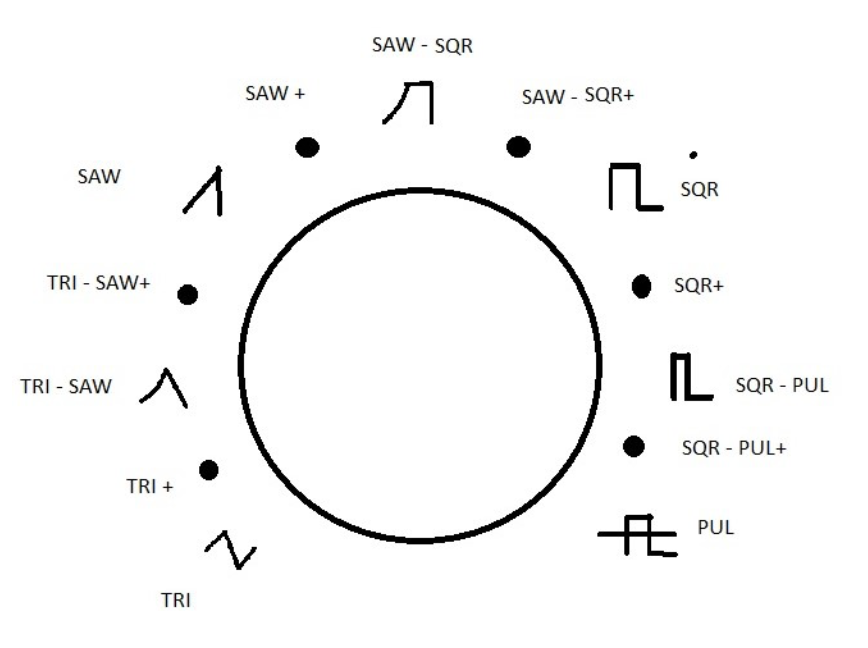 SAW - SQR
SAW +
SAW - SQR+
SAW
SQR
TRI - SAW+
SQR+
TRI - SAW
SQR - PUL
SQR - PUL+
TRI +
PUL
TRI